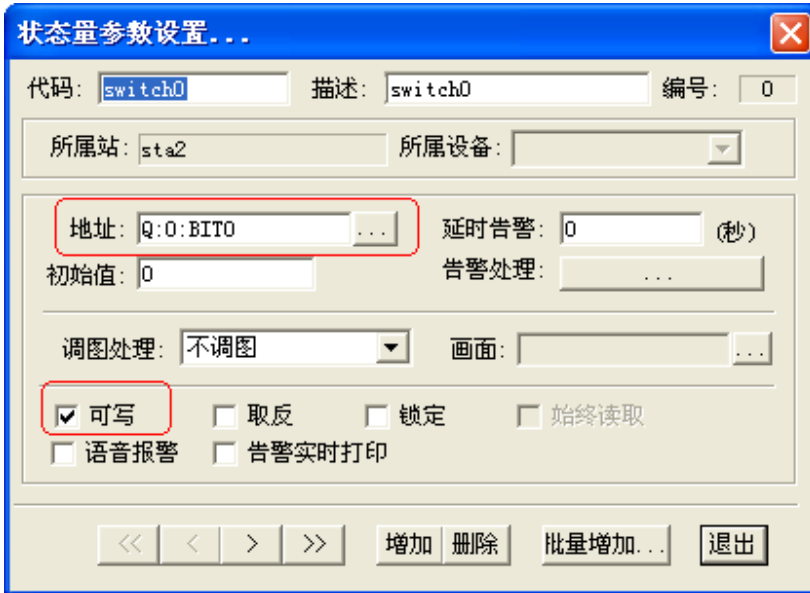 状态量参数设置...
代码: switch0 描述: switch0 编号: 0
所属站: sta2 所属设备:
地址: Q:0:BIT0 ... 延时告警: 0 (秒)
初始值: 0 告警处理: ...
调图处理: 不调图 画面: ...
可写 取反 锁定 始终读取
语音报警 告警实时打印
<< < > >> 增加 删除 批量增加... 退出